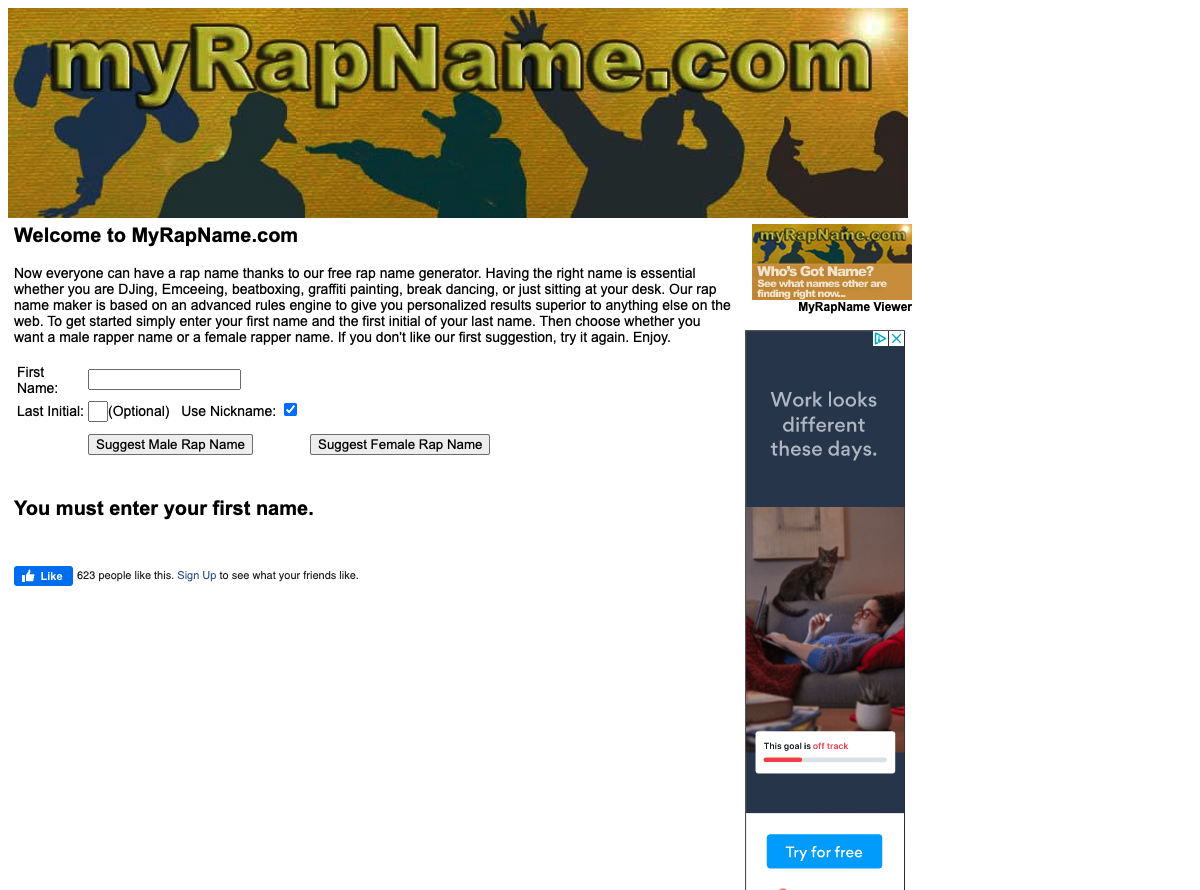 myRapName.com
Welcome to MyRapName.com
Now everyone can have a rap name thanks to our free rap name generator. Having the right name is essential
whether you are DJing, Emceeing, beatboxing, graffiti painting, break dancing, or just sitting at your desk. Our rap
name maker is based on an advanced rules engine to give you personalized results superior to anything else on the
web. To get started simply enter your first name and the first initial of your last name. Then choose whether you
want a male rapper name or a female rapper name. If you don't like our first suggestion, try it again. Enjoy.
First
Name:
Last Initial: (Optional) Use Nickname:
Suggest Male Rap Name Suggest Female Rap Name
You must enter your first name.
Like 623 people like this. Sign Up to see what your friends like.
myRapName.com
Who's Got Name?
See what names other are
finding right now...
MyRapName Viewer
Work looks
different
these days.
This goal is off track
Try for free